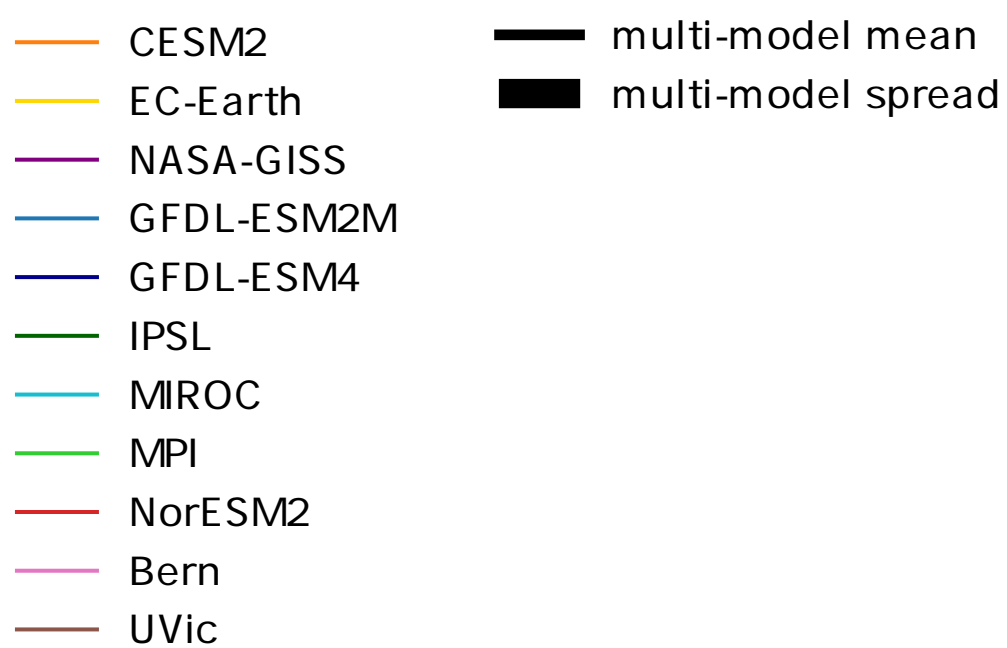 CESM2
EC-Earth
NASA-GISS
GFDL-ESM2M
GFDL-ESM4
IPSL
MIROC
MPI
NorESM2
Bern
UVic
multi-model mean
multi-model spread